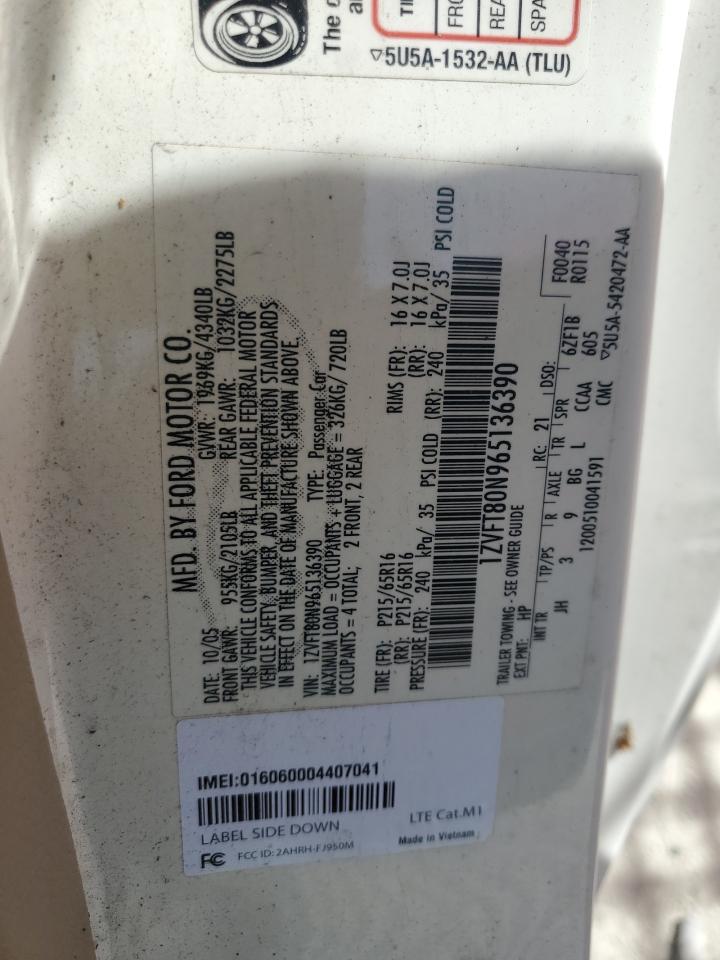 The
TI
FRO
REA
SPA
▽5U5A-1532-AA (TLU)
MFD. BY FORD MOTOR CO.
DATE: 10/05 GVWR: 1969KG/4340LB
FRONT GAWR: 955KG/2105LB REAR GAWR: 1032KG/2275LB
THIS VEHICLE CONFORMS TO ALL APPLICABLE FEDERAL MOTOR
VEHICLE SAFETY, BUMPER, AND THEFT PREVENTION STANDARDS
IN EFFECT ON THE DATE OF MANUFACTURE SHOWN ABOVE.
VIN: 1ZVFT80N965136390 TYPE: Passenger Car
MAXIMUM LOAD = OCCUPANTS + LUGGAGE = 326KG/720LB
OCCUPANTS = 4 TOTAL; 2 FRONT, 2 REAR
TIRE (FR): P215/65R16 RIMS (FR): 16 X 7.0J
(RR): P215/65R16 (RR): 16 X 7.0J
PRESSURE (FR): 240 kPa/ 35 PSI COLD (RR): 240 kPa/ 35 PSI COLD
1ZVFT80N965136390
TRAILER TOWING - SEE OWNER GUIDE
EXT PNT: HP RC: 21 DSO: F0040
R0115
INT TR TP/PS R AXLE TR SPR 6ZF1B
JH 3 9 BG L CCAA 605
1200510041591 CMC ▽5U5A-5420472-AA
IMEI:016060004407041
LABEL SIDE DOWN LTE Cat.M1
FC FCC ID: 2AHRH-FJ950M Made in Vietnam